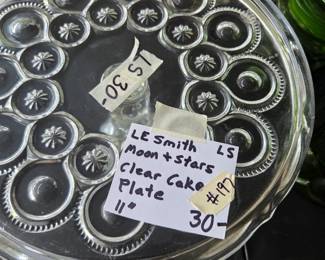 LS 30-
LE Smith LS
Moon + Stars
Clear Cake
Plate
#197
11" 30-